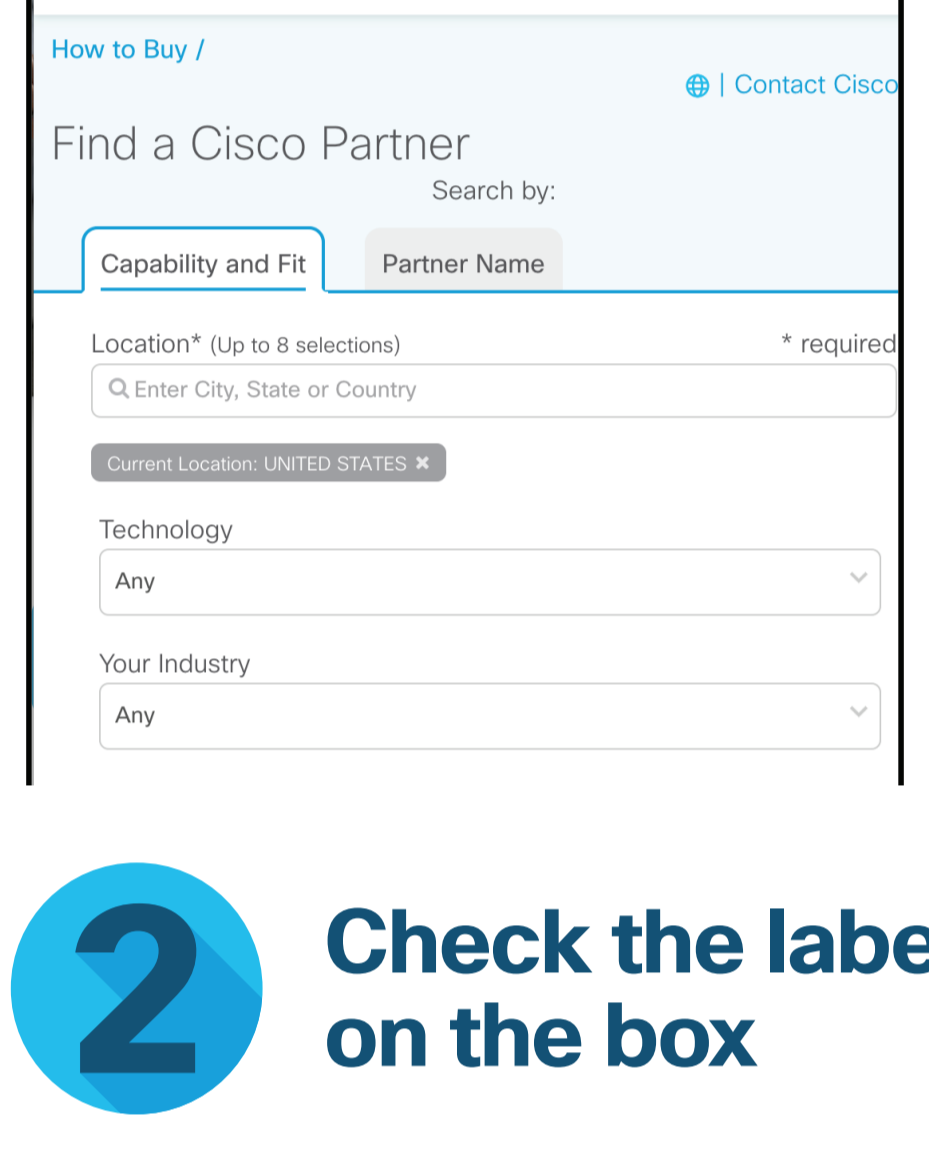 How to Buy /
| Contact Cisco
Find a Cisco Partner
Search by:
Capability and Fit
Partner Name
Location* (Up to 8 selections)
* required
Enter City, State or Country
Current Location: UNITED STATES ✖
Technology
Any
Your Industry
Any
2
Check the labe
on the box